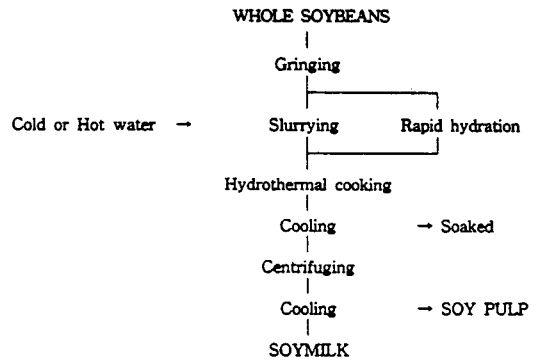 WHOLE SOYBEANS
Gringing
Cold or Hot water → Slurrying Rapid hydration
Hydrothermal cooking
Cooling → Soaked
Centrifuging
Cooling → SOY PULP
SOYMILK